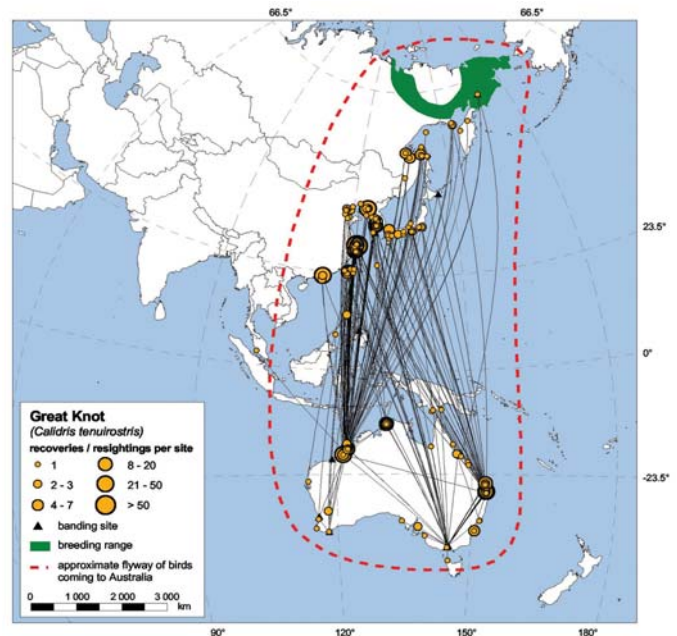 66.5°
66.5°
23.5°
0°
-23.5°
Great Knot
(Calidris tenuirostris)
recoveries / resightings per site
1
8 - 20
2 - 3
21 - 50
4 - 7
> 50
banding site
breeding range
approximate flyway of birds
coming to Australia
0 1 000 2 000 3 000
km
90°
120°
150°
180°